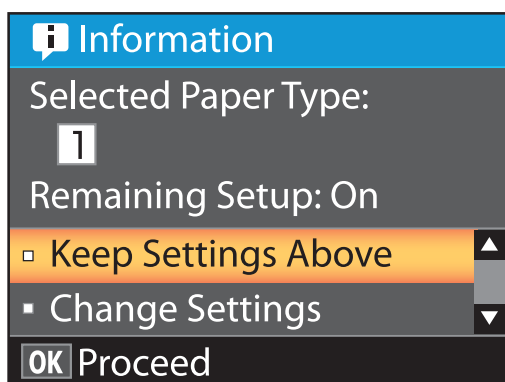 Information
Selected Paper Type:
1
Remaining Setup: On
Keep Settings Above
Change Settings
OK Proceed